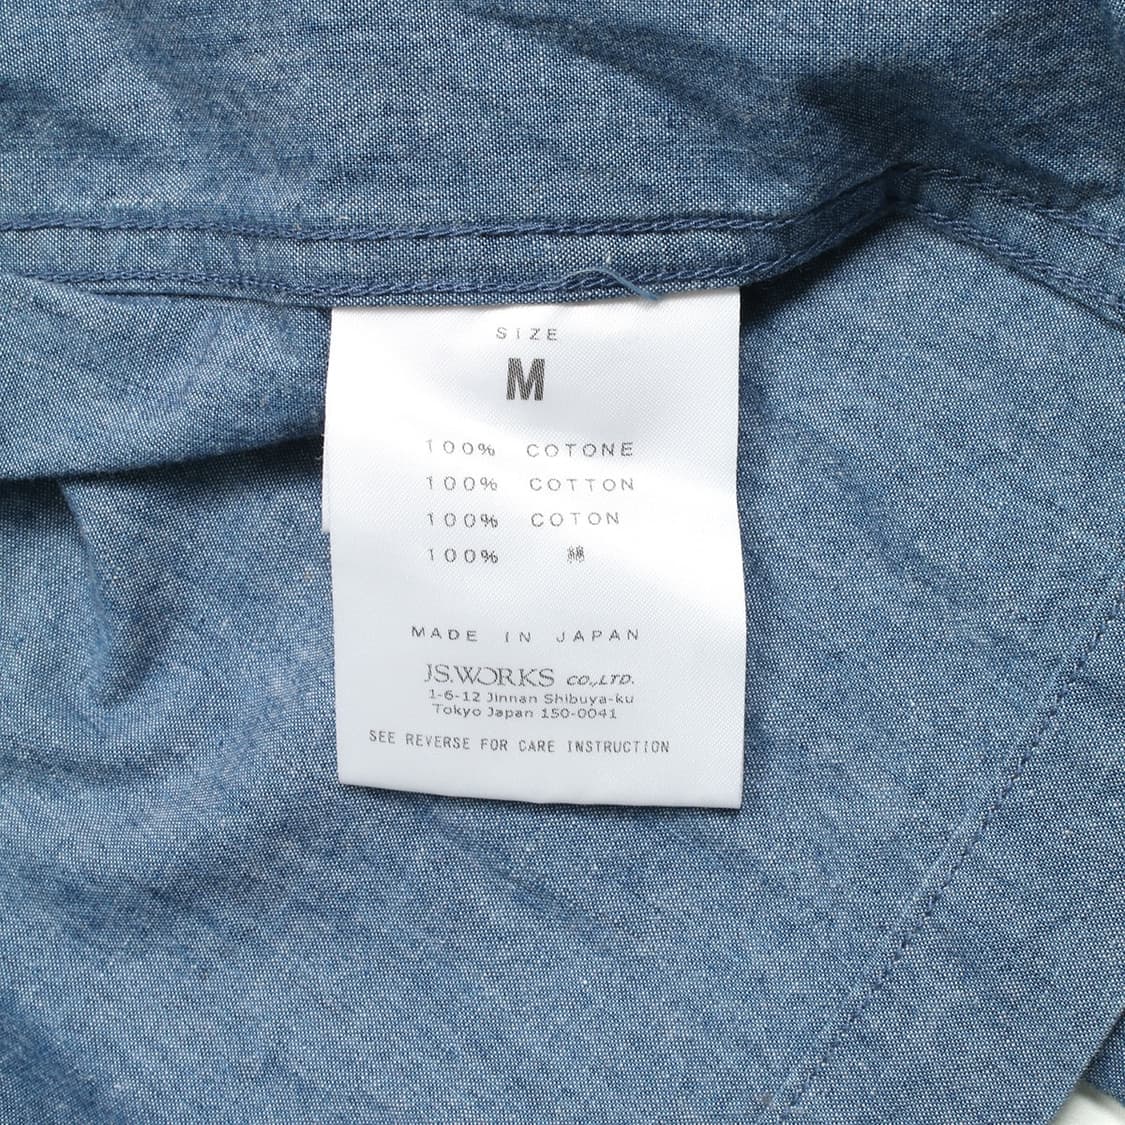 SIZE
M
100% COTONE
100% COTTON
100% COTON
100% 綿
MADE IN JAPAN
JS.WORKS CO.,LTD.
1-6-12 Jinnan Shibuya-ku
Tokyo Japan 150-0041
SEE REVERSE FOR CARE INSTRUCTION